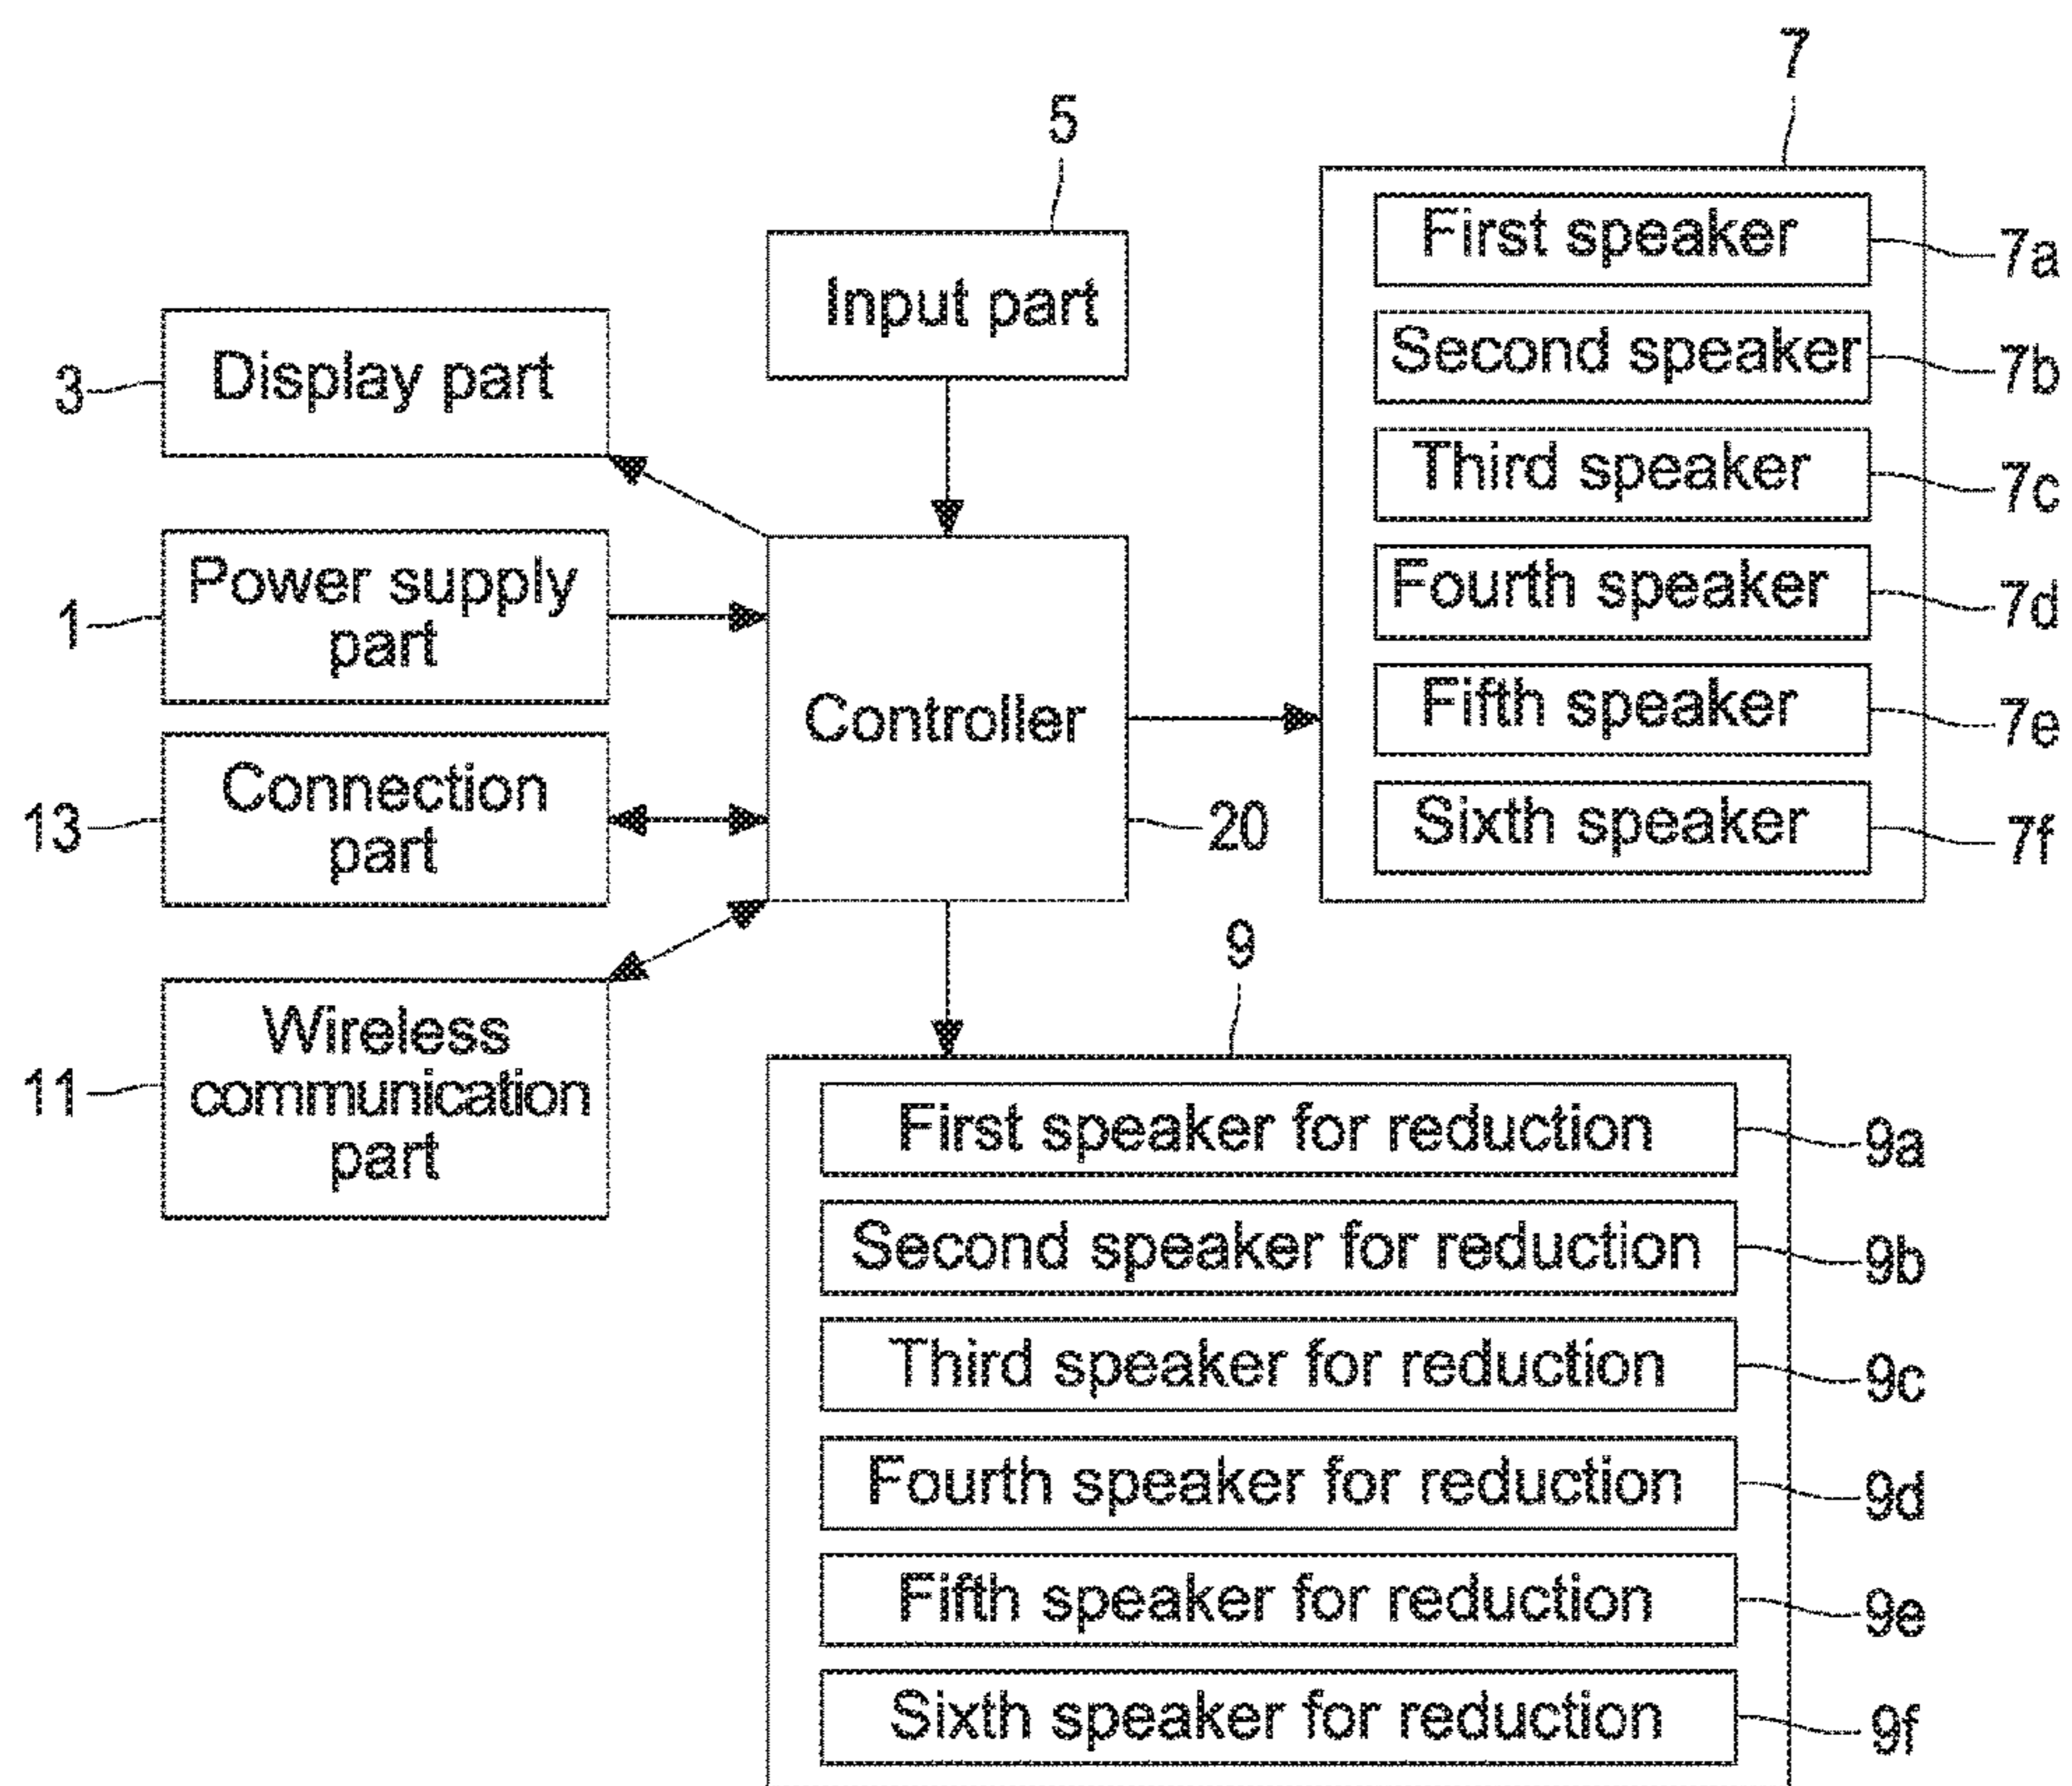 7
5
First speaker
7a
Input part
Second speaker
7b
3
Display part
Third speaker
7c
Power supply
part
1
Fourth speaker
7d
Controller
Fifth speaker
7e
Connection
part
13
20
Sixth speaker
7f
9
Wireless
communication
part
11
First speaker for reduction
9a
Second speaker for reduction
9b
Third speaker for reduction
9c
Fourth speaker for reduction
9d
Fifth speaker for reduction
9e
Sixth speaker for reduction
9f